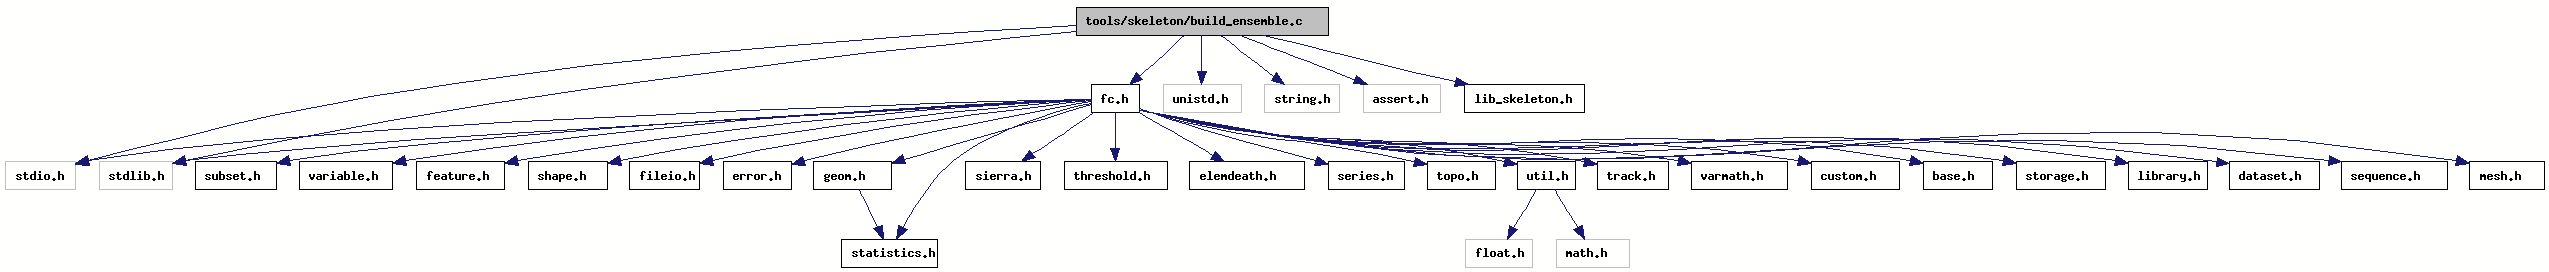 tools/skeleton/build_ensemble.c
fc.h
unistd.h
string.h
assert.h
lib_skeleton.h
stdio.h
stdlib.h
subset.h
variable.h
feature.h
shape.h
fileio.h
error.h
geom.h
sierra.h
threshold.h
elemdeath.h
series.h
topo.h
util.h
track.h
varmath.h
custom.h
base.h
storage.h
library.h
dataset.h
sequence.h
mesh.h
statistics.h
float.h
math.h